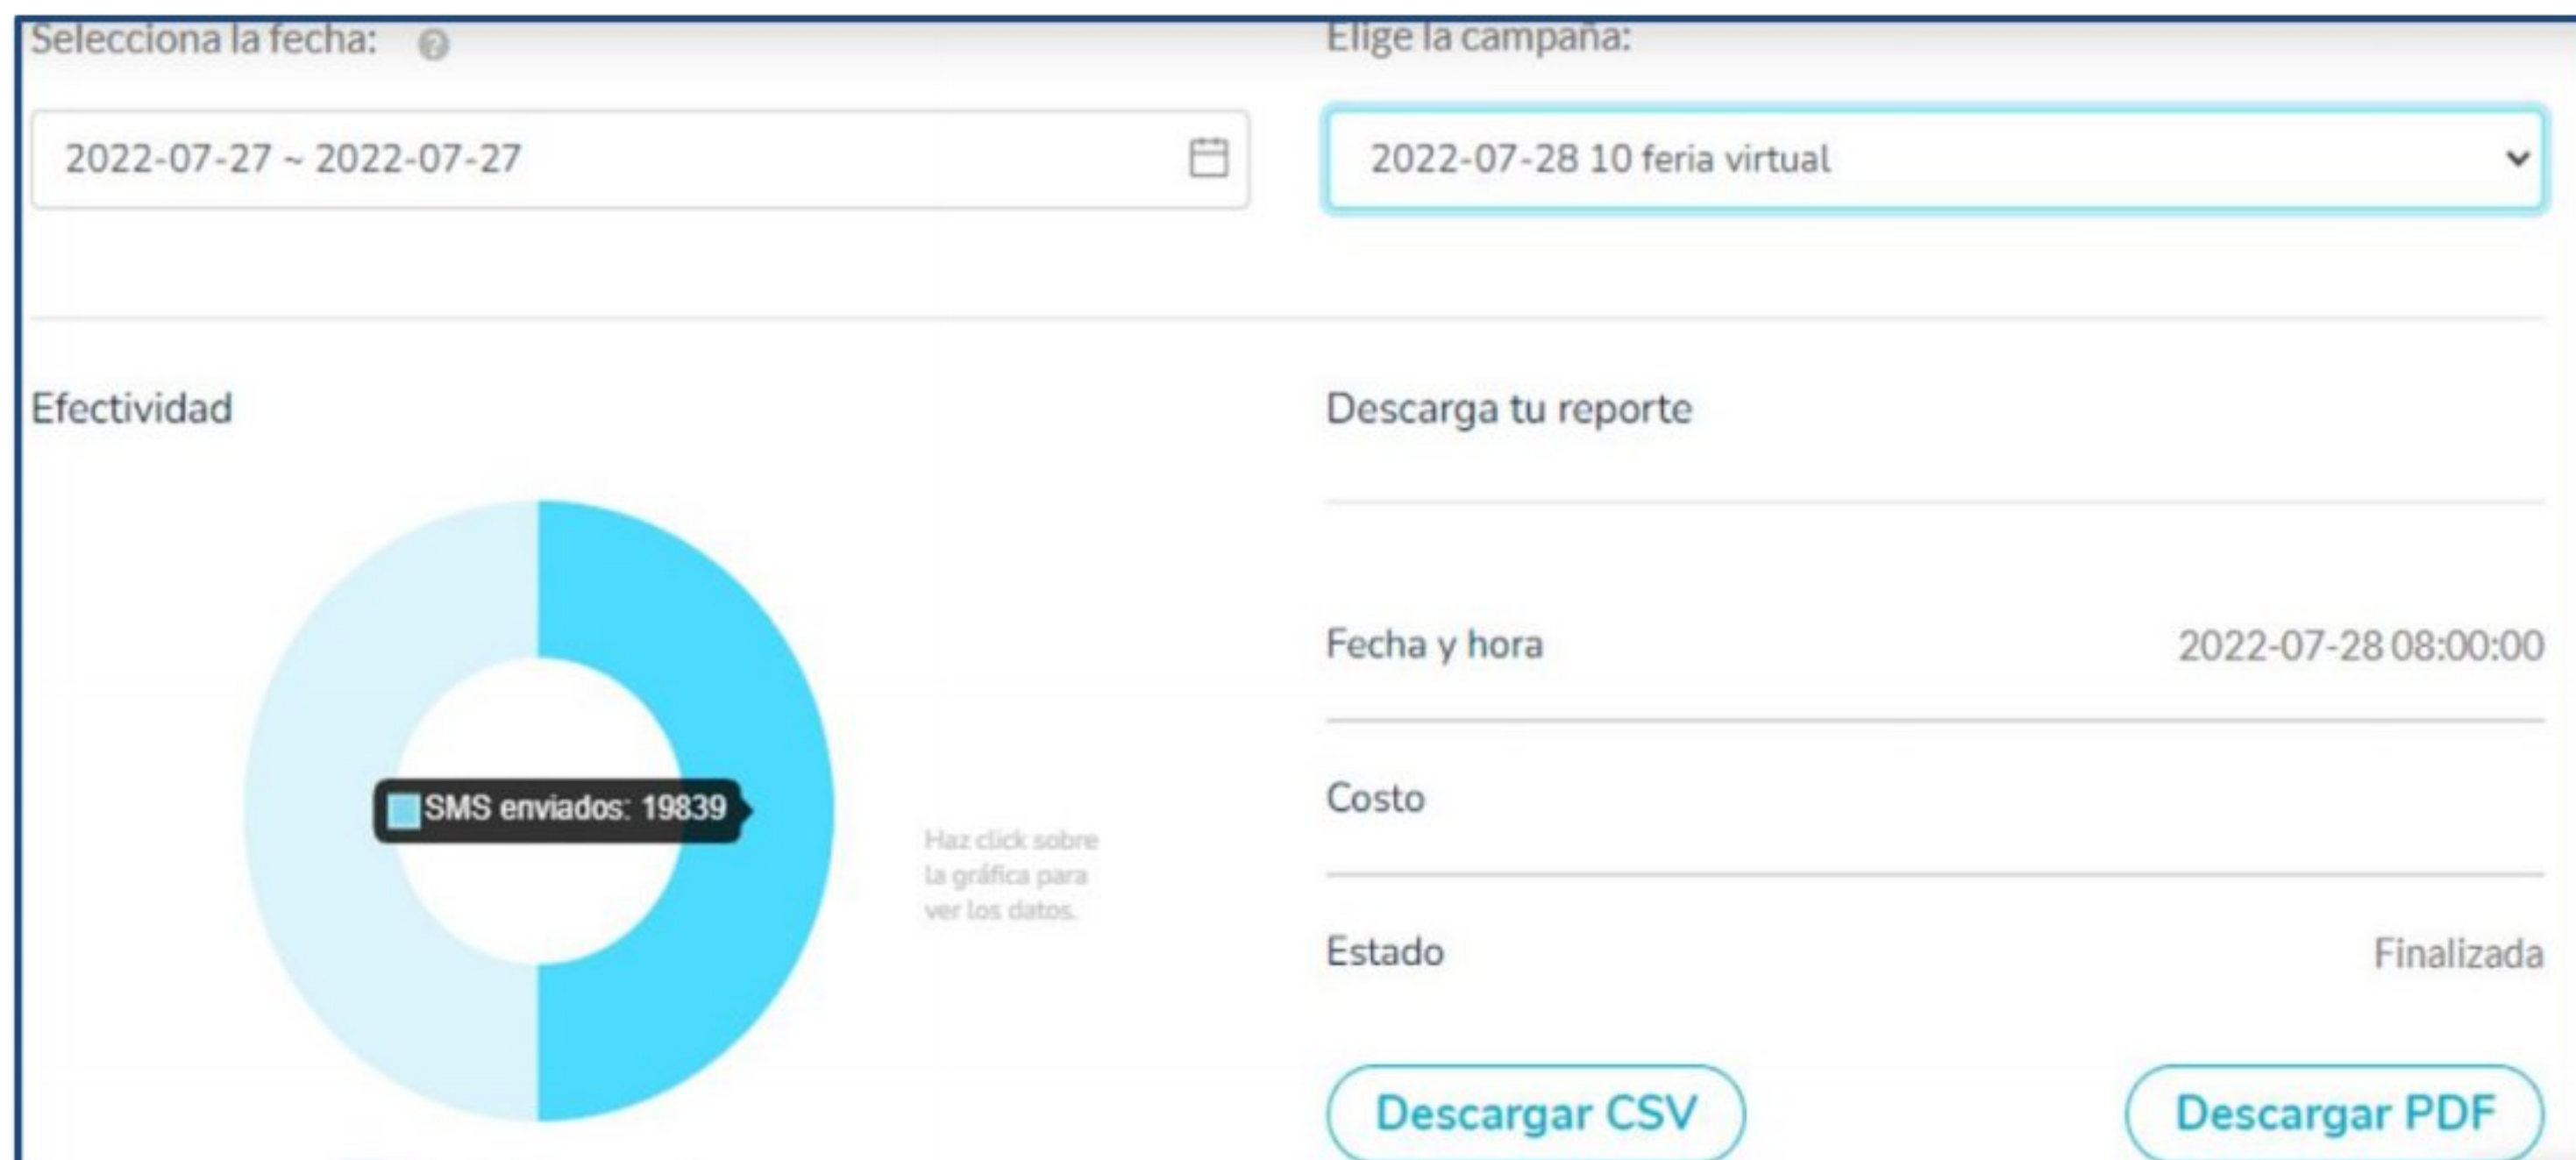 Selecciona la fecha:
Elige la campaña:
2022-07-27 ~ 2022-07-27
2022-07-28 10 feria virtual
Efectividad
Descarga tu reporte
SMS enviados: 19839
Haz click sobre
la gráfica para
ver los datos.
Fecha y hora
2022-07-28 08:00:00
Costo
Estado
Finalizada
Descargar CSV
Descargar PDF